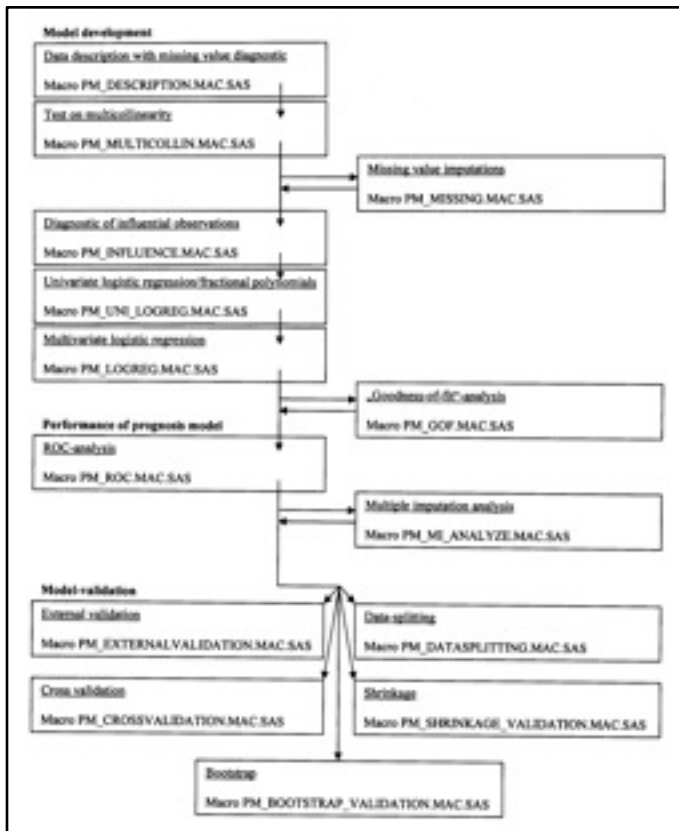 Model development
Data description with missing value diagnostic
Macro PM_DESCRIPTION.MAC.SAS
Test on multicollinearity
Macro PM_MULTICOLLIN.MAC.SAS
Missing value imputations
Macro PM_MISSING.MAC.SAS
Diagnostic of influential observations
Macro PM_INFLUENCE.MAC.SAS
Univariate logistic regression/fractional polynomials
Macro PM_UNI_LOGREG.MAC.SAS
Multivariate logistic regression
Macro PM_LOGREG.MAC.SAS
„Goodness-of-fit“-analysis
Macro PM_GOF.MAC.SAS
Performance of prognosis model
ROC-analysis
Macro PM_ROC.MAC.SAS
Multiple imputation analysis
Macro PM_MI_ANALYZE.MAC.SAS
Model-validation
External validation
Macro PM_EXTERNALVALIDATION.MAC.SAS
Data splitting
Macro PM_DATASPLITTING.MAC.SAS
Cross validation
Macro PM_CROSSVALIDATION.MAC.SAS
Shrinkage
Macro PM_SHRINKAGE_VALIDATION.MAC.SAS
Bootstrap
Macro PM_BOOTSTRAP_VALIDATION.MAC.SAS